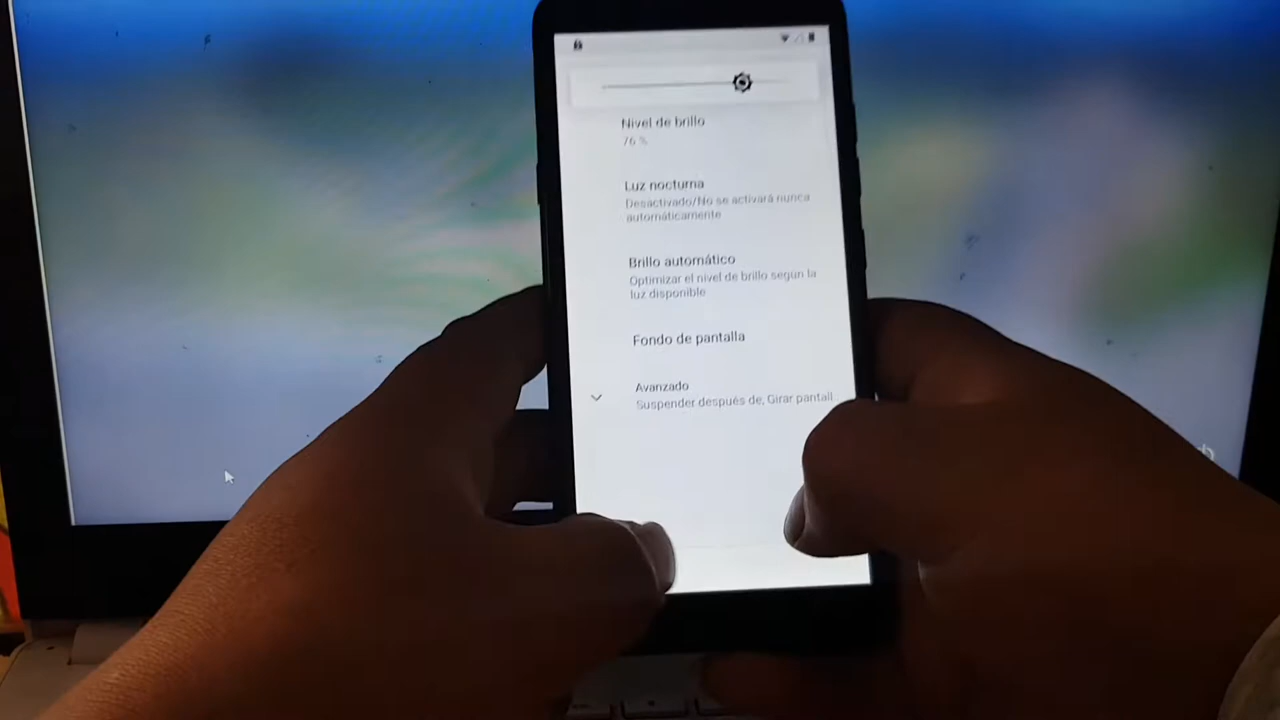 Nivel de brillo
76 %
Luz nocturna
Desactivado/No se activará nunca
automáticamente
Brillo automático
Optimizar el nivel de brillo según la
luz disponible
Fondo de pantalla
Avanzado
Suspender después de, Girar pantall